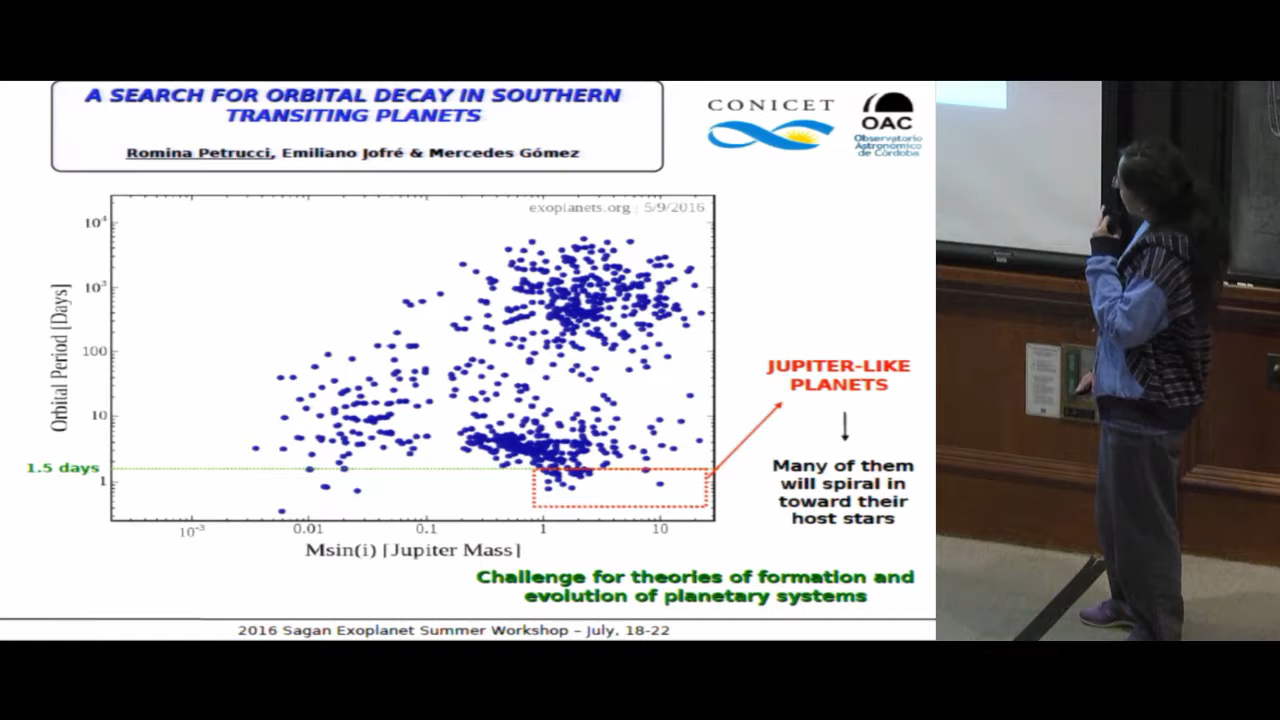 A SEARCH FOR ORBITAL DECAY IN SOUTHERN
TRANSITING PLANETS
Romina Petrucci, Emiliano Jofré & Mercedes Gómez
CONICET
OAC
Observatorio
Astronómico
de Córdoba
exoplanets.org | 5/9/2016
Orbital Period [Days]
10⁴
10³
100
10
1.5 days
1
10⁻³
0.01
0.1
1
10
Msin(i) [Jupiter Mass]
JUPITER-LIKE
PLANETS
Many of them
will spiral in
toward their
host stars
Challenge for theories of formation and
evolution of planetary systems
2016 Sagan Exoplanet Summer Workshop – July, 18-22